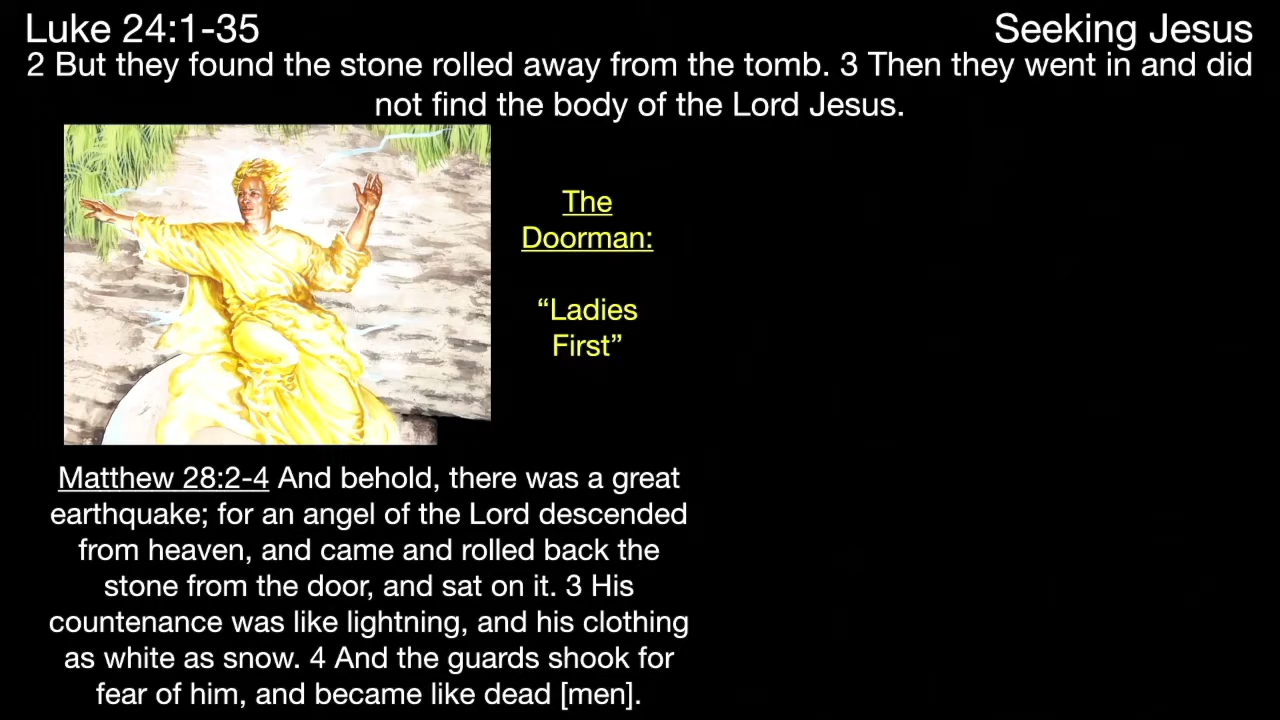 Luke 24:1-35
Seeking Jesus
2 But they found the stone rolled away from the tomb. 3 Then they went in and did
not find the body of the Lord Jesus.
The
Doorman:
“Ladies
First”
Matthew 28:2-4 And behold, there was a great
earthquake; for an angel of the Lord descended
from heaven, and came and rolled back the
stone from the door, and sat on it. 3 His
countenance was like lightning, and his clothing
as white as snow. 4 And the guards shook for
fear of him, and became like dead [men].